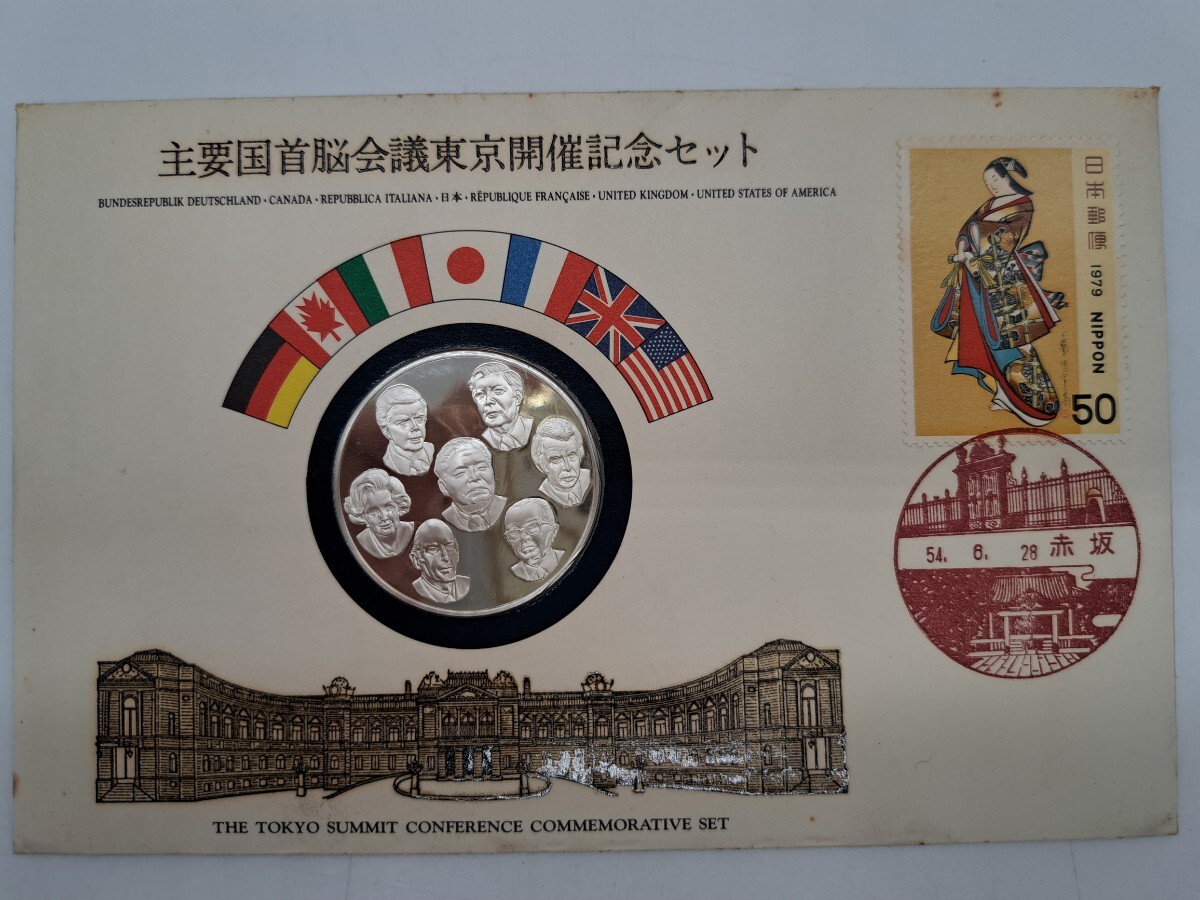 主要国首脳会議東京開催記念セット
BUNDESREPUBLIK DEUTSCHLAND・CANADA・REPUBBLICA ITALIANA・日本・RÉPUBLIQUE FRANÇAISE・UNITED KINGDOM・UNITED STATES OF AMERICA
日本郵便 1979 NIPPON
50
54. 6. 28 赤坂
THE TOKYO SUMMIT CONFERENCE COMMEMORATIVE SET